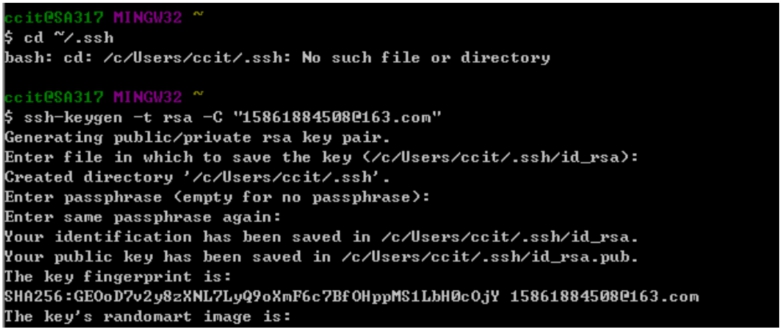 ccit@SA317 MINGW32 ~
$ cd ~/.ssh
bash: cd: /c/Users/ccit/.ssh: No such file or directory
ccit@SA317 MINGW32 ~
$ ssh-keygen -t rsa -C "15861884508@163.com"
Generating public/private rsa key pair.
Enter file in which to save the key (/c/Users/ccit/.ssh/id_rsa):
Created directory '/c/Users/ccit/.ssh'.
Enter passphrase (empty for no passphrase):
Enter same passphrase again:
Your identification has been saved in /c/Users/ccit/.ssh/id_rsa.
Your public key has been saved in /c/Users/ccit/.ssh/id_rsa.pub.
The key fingerprint is:
SHA256:GEOoD7v2y8zXNL7LyQ9oXmF6c7BfOHppMS1LbH0cOjY 15861884508@163.com
The key's randomart image is: